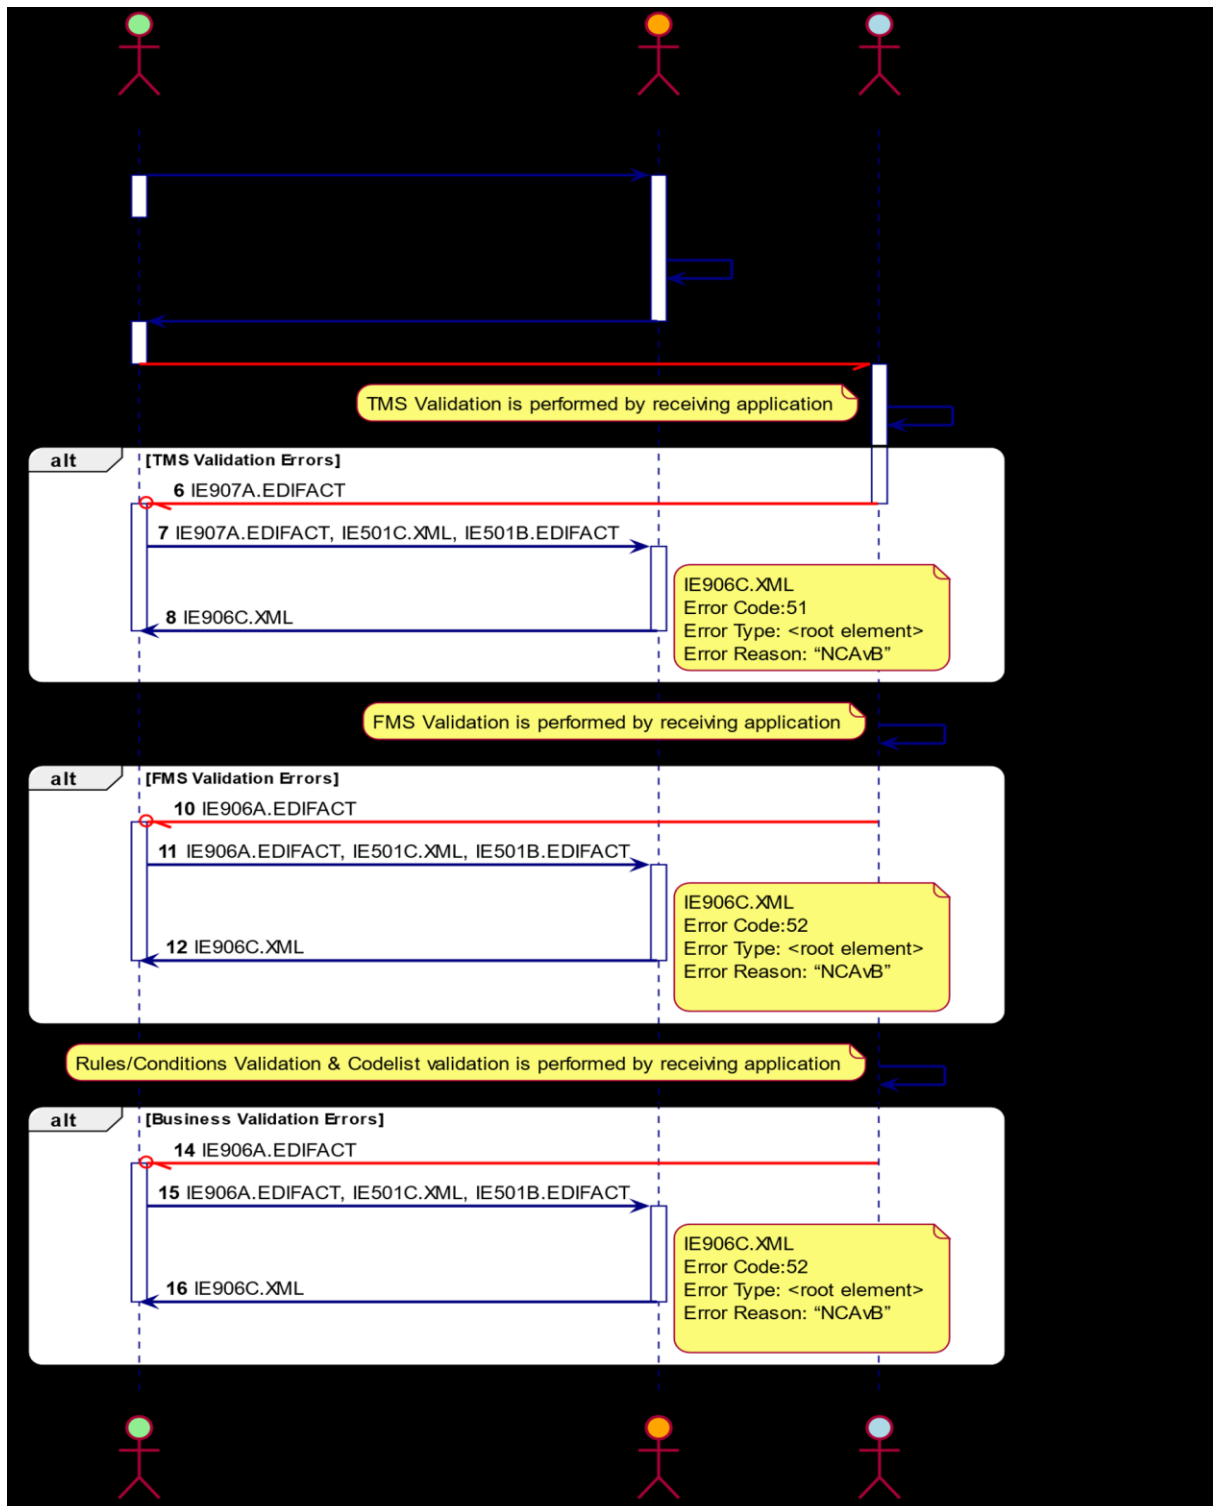 TMS Validation is performed by receiving application
alt [TMS Validation Errors]
6 IE907A.EDIFACT
7 IE907A.EDIFACT, IE501C.XML, IE501B.EDIFACT
IE906C.XML
Error Code:51
8 IE906C.XML
Error Type: <root element>
Error Reason: “NCAvB”
FMS Validation is performed by receiving application
alt [FMS Validation Errors]
10 IE906A.EDIFACT
11 IE906A.EDIFACT, IE501C.XML, IE501B.EDIFACT
IE906C.XML
Error Code:52
12 IE906C.XML
Error Type: <root element>
Error Reason: “NCAvB”
Rules/Conditions Validation & Codelist validation is performed by receiving application
alt [Business Validation Errors]
14 IE906A.EDIFACT
15 IE906A.EDIFACT, IE501C.XML, IE501B.EDIFACT
IE906C.XML
Error Code:52
16 IE906C.XML
Error Type: <root element>
Error Reason: “NCAvB”